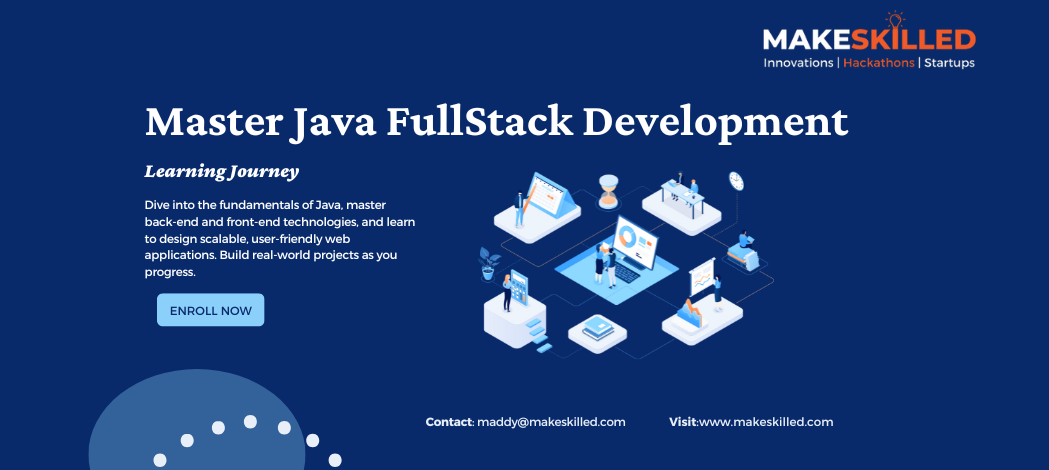 MAKESKILLED
Innovations | Hackathons | Startups
Master Java FullStack Development
Learning Journey
Dive into the fundamentals of Java, master
back-end and front-end technologies, and learn
to design scalable, user-friendly web
applications. Build real-world projects as you
progress.
ENROLL NOW
Contact: maddy@makeskilled.com
Visit:www.makeskilled.com